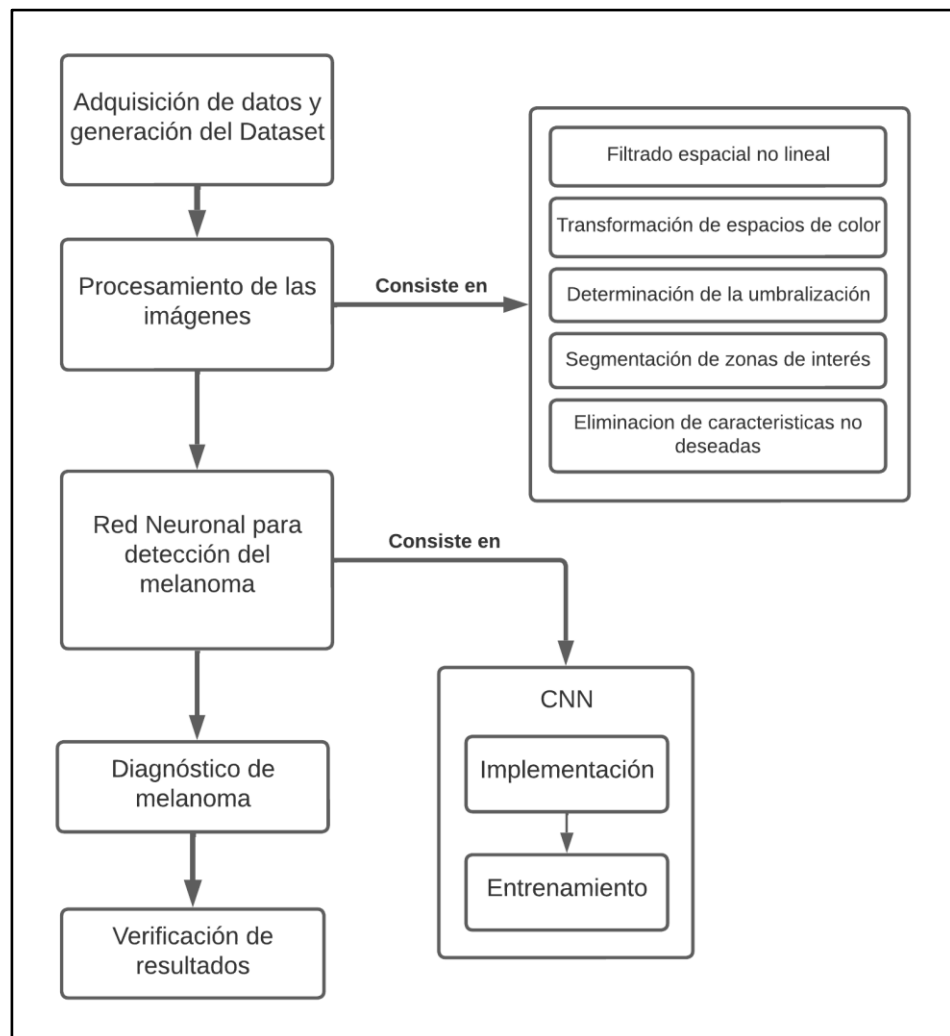 Adquisición de datos y
generación del Dataset
Procesamiento de las
imágenes
Consiste en
Filtrado espacial no lineal
Transformación de espacios de color
Determinación de la umbralización
Segmentación de zonas de interés
Eliminacion de caracteristicas no
deseadas
Red Neuronal para
detección del
melanoma
Consiste en
CNN
Implementación
Entrenamiento
Diagnóstico de
melanoma
Verificación de
resultados